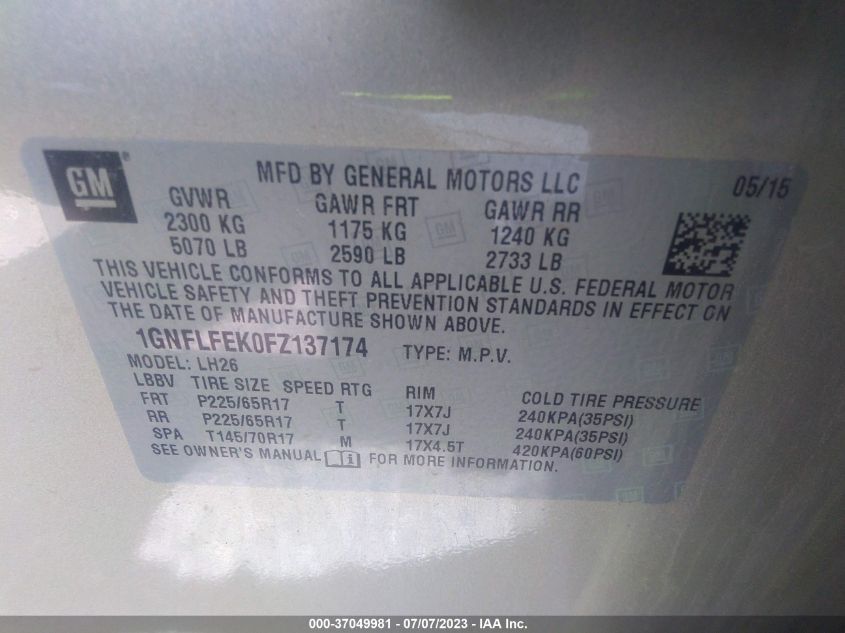 GM
MFD BY GENERAL MOTORS LLC 05/15
GVWR GAWR FRT GAWR RR
2300 KG 1175 KG 1240 KG
5070 LB 2590 LB 2733 LB
THIS VEHICLE CONFORMS TO ALL APPLICABLE U.S. FEDERAL MOTOR
VEHICLE SAFETY AND THEFT PREVENTION STANDARDS IN EFFECT ON
THE DATE OF MANUFACTURE SHOWN ABOVE.
1GNFLFEK0FZ137174 TYPE: M.P.V.
MODEL: LH26
LBBV TIRE SIZE SPEED RTG RIM COLD TIRE PRESSURE
FRT P225/65R17 T 17X7J 240KPA(35PSI)
RR P225/65R17 T 17X7J 240KPA(35PSI)
SPA T145/70R17 M 17X4.5T 420KPA(60PSI)
SEE OWNER'S MANUAL i FOR MORE INFORMATION.
000-37049981 - 07/07/2023 - IAA Inc.